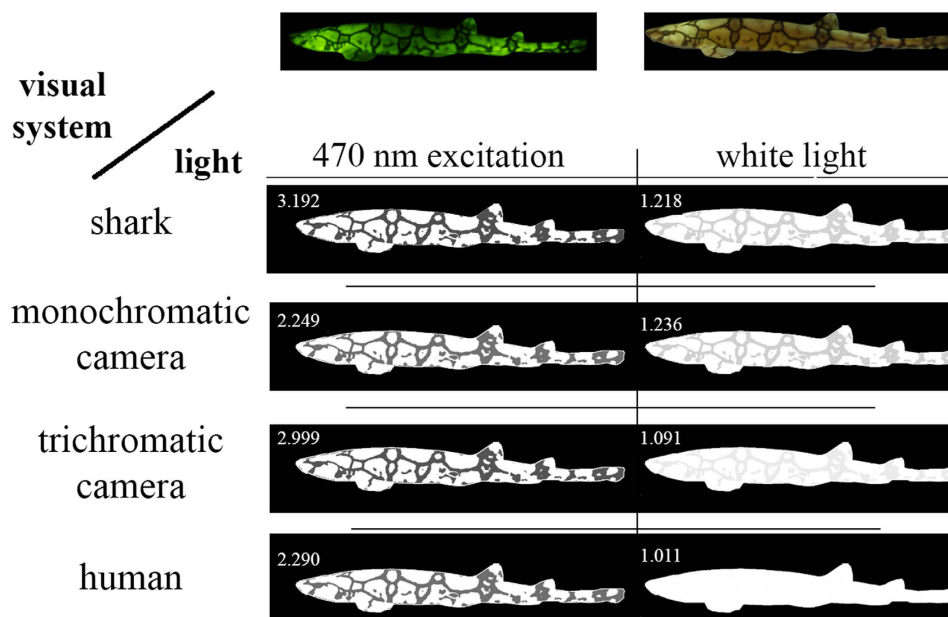 visual
system
light
470 nm excitation
white light
shark
3.192
1.218
monochromatic
camera
2.249
1.236
trichromatic
camera
2.999
1.091
human
2.290
1.011